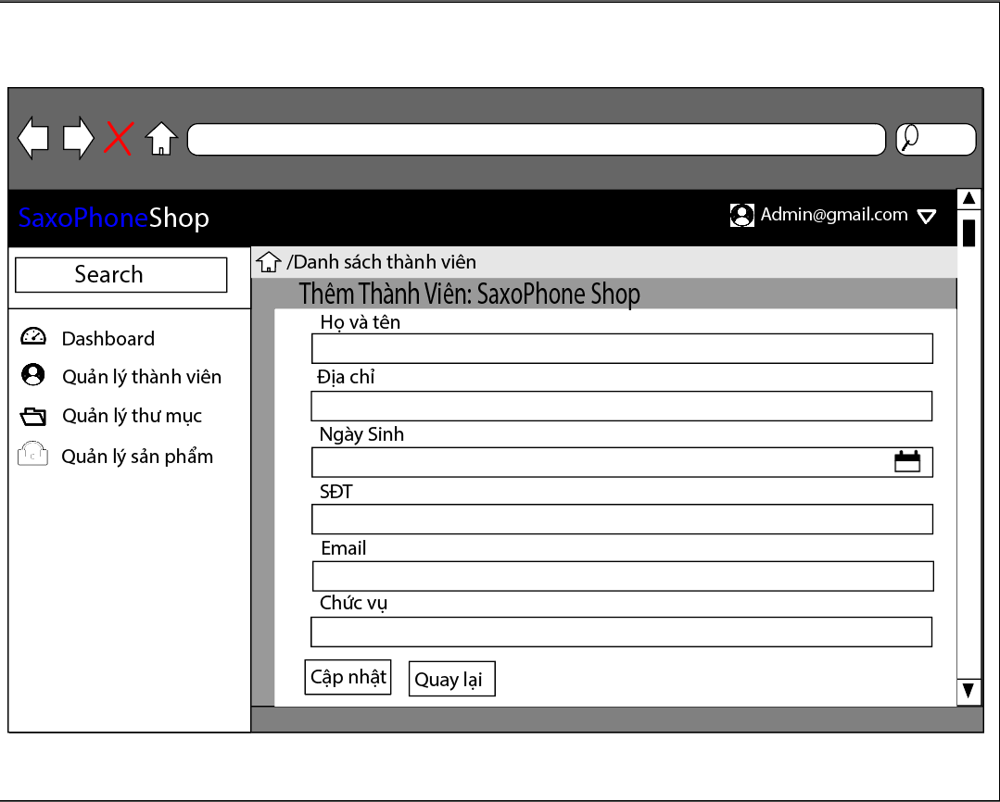 SaxoPhoneShop
Admin@gmail.com
Search
/Danh sách thành viên
Thêm Thành Viên: SaxoPhone Shop
Dashboard
Quản lý thành viên
Quản lý thư mục
C
Quản lý sản phẩm
Họ và tên
Địa chỉ
Ngày Sinh
SĐT
Email
Chức vụ
Cập nhật
Quay lại